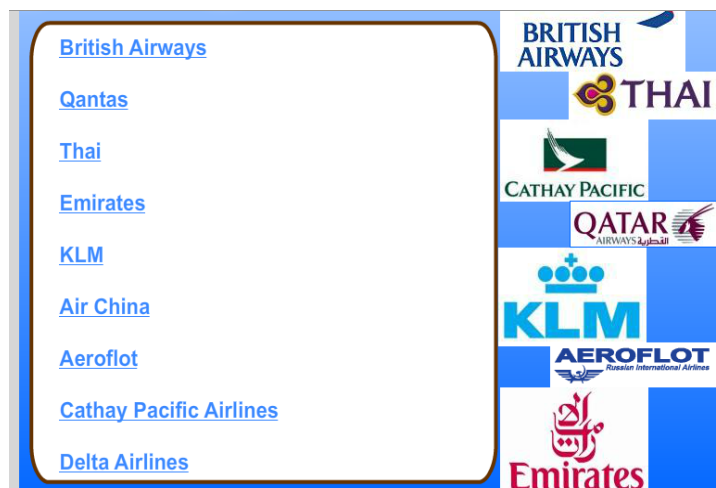 British Airways
Qantas
Thai
Emirates
KLM
Air China
Aeroflot
Cathay Pacific Airlines
Delta Airlines
BRITISH
AIRWAYS
THAI
CATHAY PACIFIC
QATAR
AIRWAYS القطرية
KLM
AEROFLOT
Russian International Airlines
الإمارات
Emirates